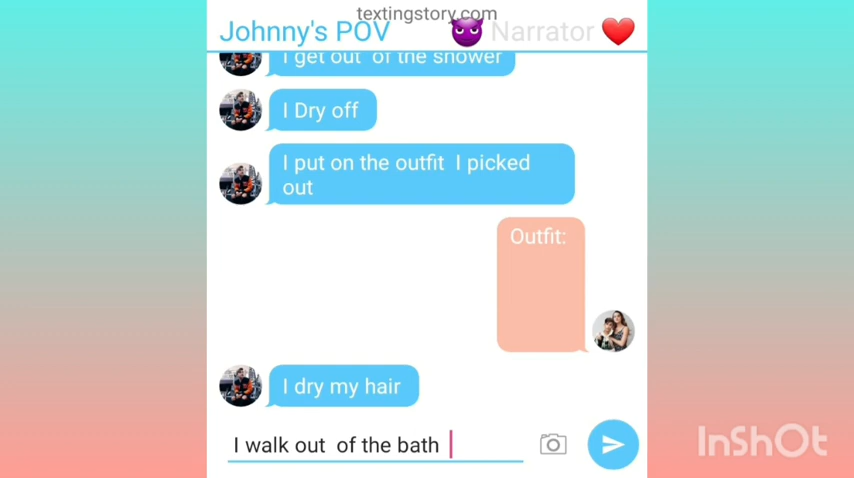 textingstory.com
Johnny's POV 😈 Narrator ❤️
I get out of the shower
I Dry off
I put on the outfit I picked
out
Outfit:
I dry my hair
I walk out of the bath
InShOt